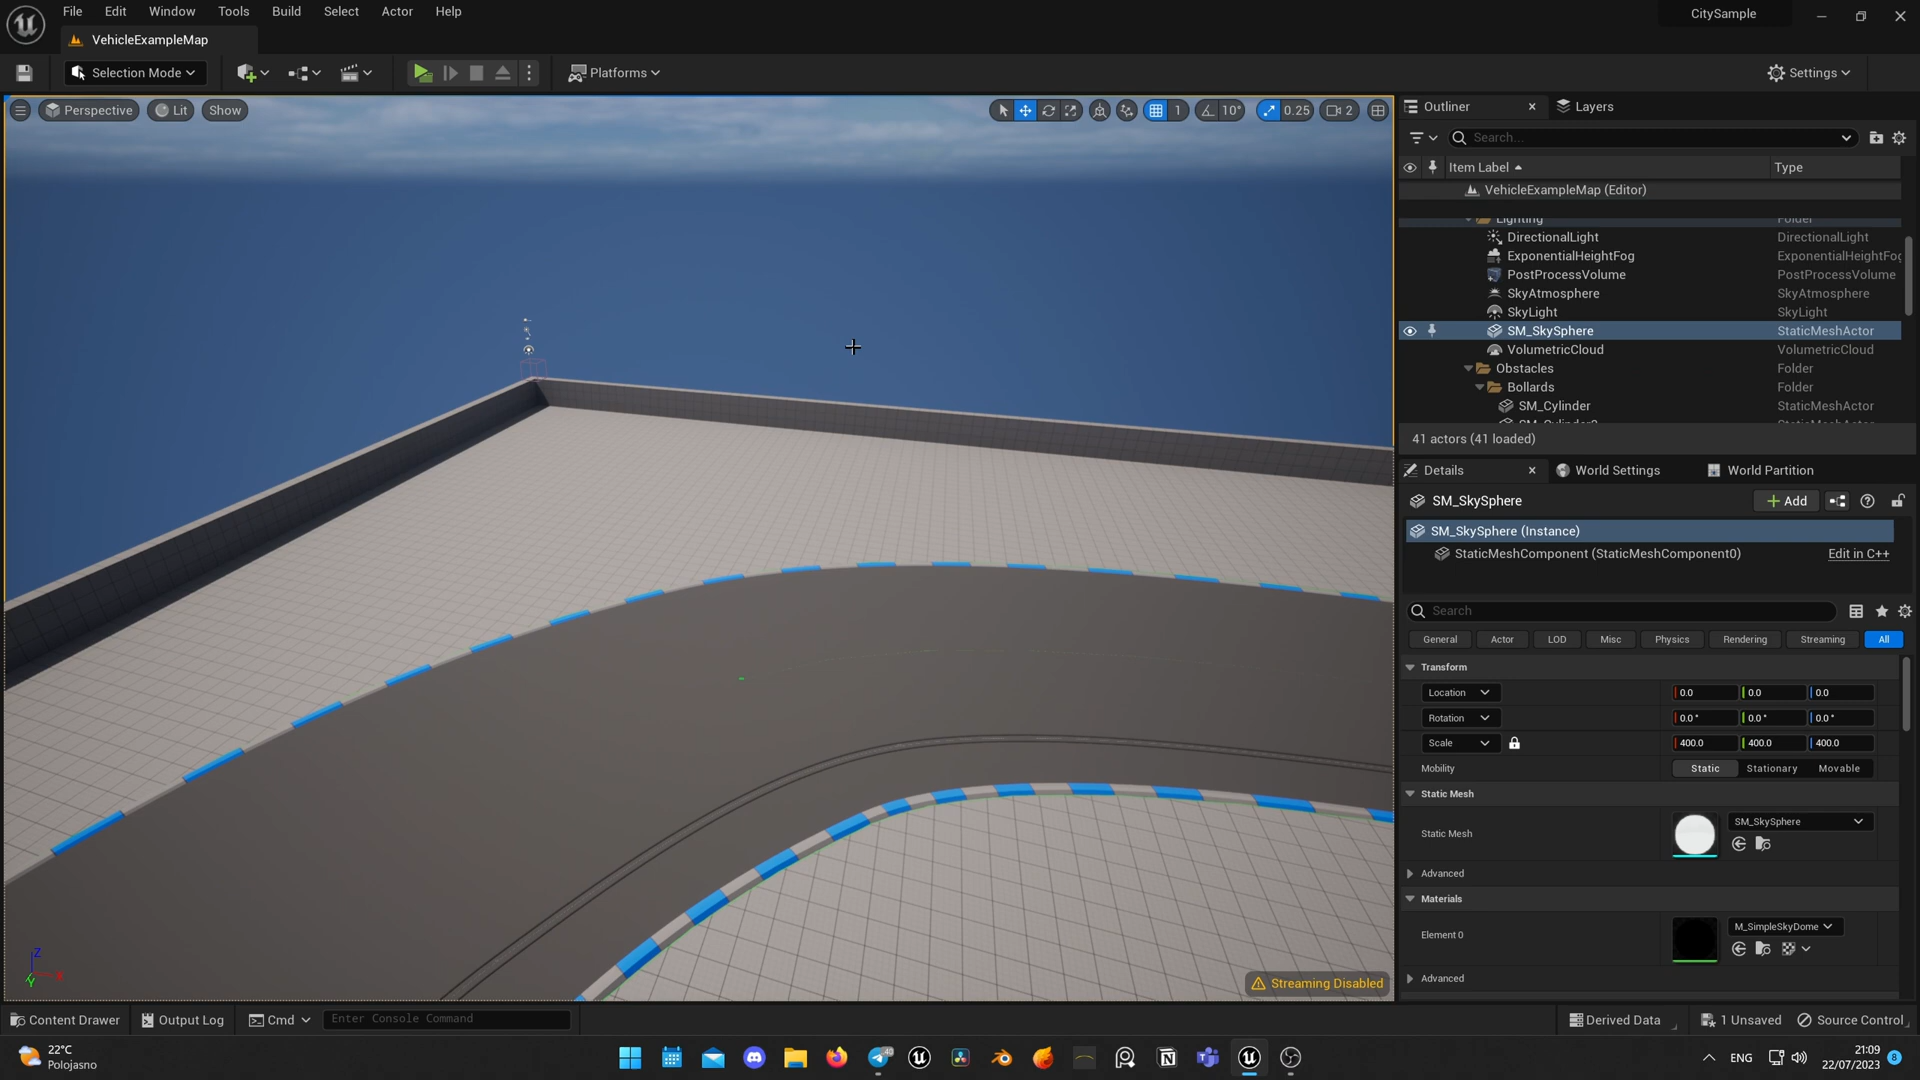 File Edit Window Tools Build Select Actor Help
CitySample
VehicleExampleMap
Selection Mode
Platforms
Settings
Perspective Lit Show
1 10° 0.25 2
Outliner Layers
Search...
Item Label Type
VehicleExampleMap (Editor)
Lighting Folder
DirectionalLight DirectionalLight
ExponentialHeightFog ExponentialHeightFog
PostProcessVolume PostProcessVolume
SkyAtmosphere SkyAtmosphere
SkyLight SkyLight
SM_SkySphere StaticMeshActor
VolumetricCloud VolumetricCloud
Obstacles Folder
Bollards Folder
SM_Cylinder StaticMeshActor
41 actors (41 loaded)
Details World Settings World Partition
SM_SkySphere Add
SM_SkySphere (Instance)
StaticMeshComponent (StaticMeshComponent0) Edit in C++
Search
General Actor LOD Misc Physics Rendering Streaming All
Transform
Location 0.0 0.0 0.0
Rotation 0.0° 0.0° 0.0°
Scale 400.0 400.0 400.0
Mobility Static Stationary Movable
Static Mesh
Static Mesh SM_SkySphere
Advanced
Materials
Element 0 M_SimpleSkyDome
Advanced
Z
X
Y
Streaming Disabled
Content Drawer Output Log Cmd Enter Console Command
Derived Data 1 Unsaved Source Control
22°C
Polojasno
40
ENG
21:09
22/07/2023
8